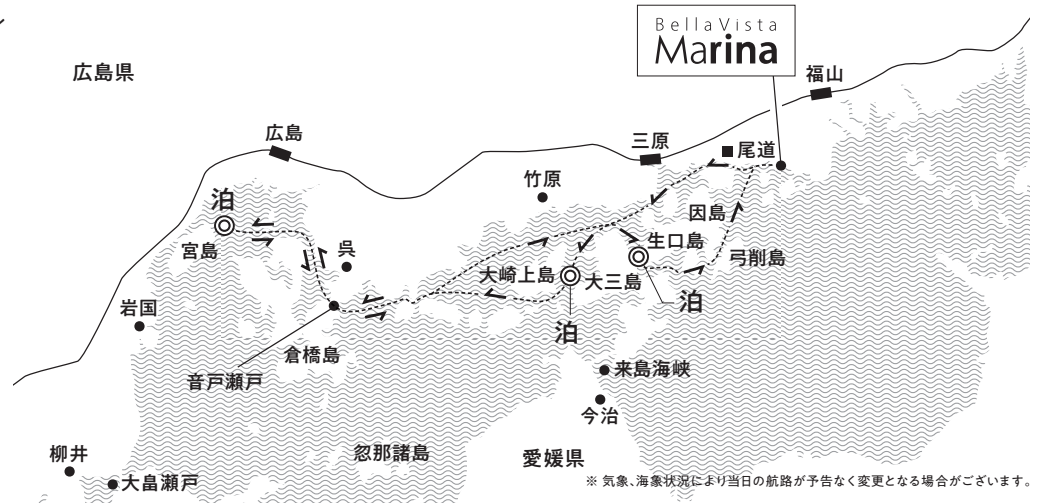 BellaVista
Marina
広島県
福山
広島
三原
尾道
竹原
泊
因島
宮島
生口島
呉
弓削島
大崎上島
大三島
泊
岩国
泊
倉橋島
来島海峡
音戸瀬戸
今治
忽那諸島
愛媛県
柳井
大畠瀬戸
※ 気象、海象状況により当日の航路が予告なく変更となる場合がございます。